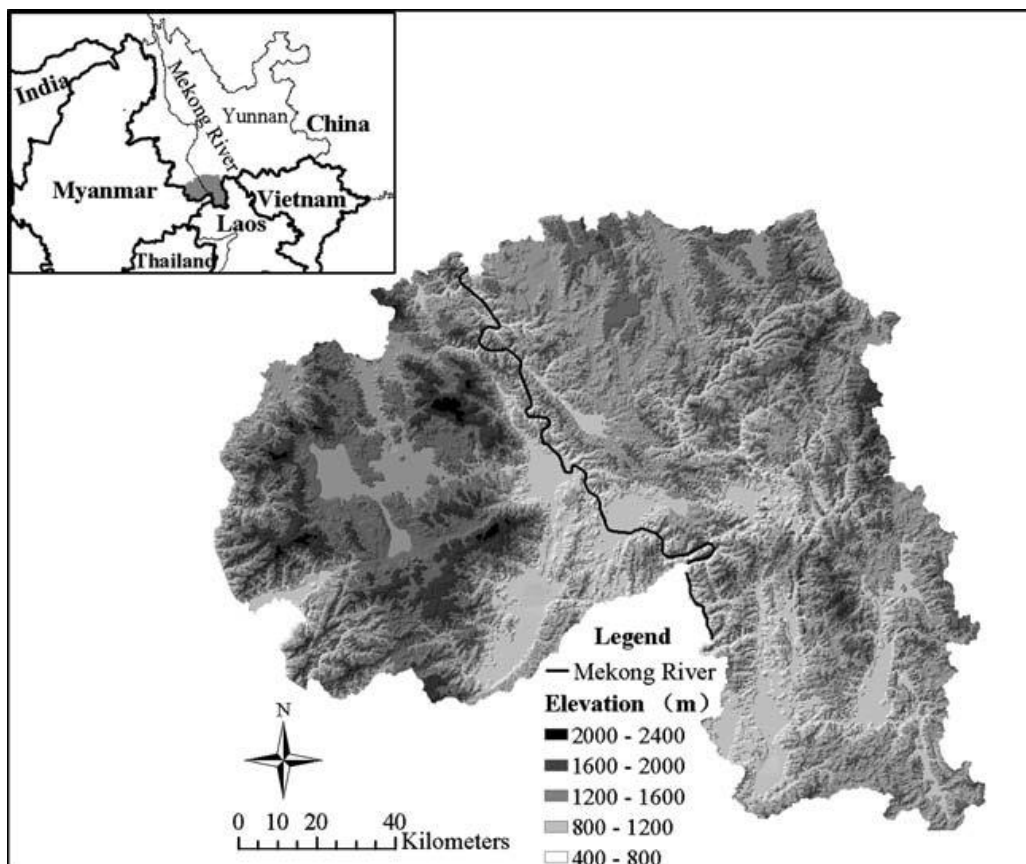 India
Mekong River
Yunnan
China
Myanmar
Vietnam
Laos
Thailand
Legend
Mekong River
Elevation （m）
2000 - 2400
1600 - 2000
1200 - 1600
800 - 1200
400 - 800
N
0 10 20 40
Kilometers